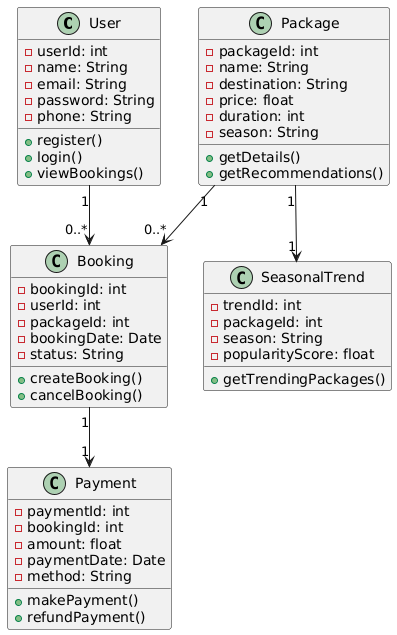 C User
userId: int
name: String
email: String
password: String
phone: String
register()
login()
viewBookings()
C Package
packageId: int
name: String
destination: String
price: float
duration: int
season: String
getDetails()
getRecommendations()
1
0..*
1
0..*
1
1
C Booking
bookingId: int
userId: int
packageId: int
bookingDate: Date
status: String
createBooking()
cancelBooking()
C SeasonalTrend
trendId: int
packageId: int
season: String
popularityScore: float
getTrendingPackages()
1
1
C Payment
paymentId: int
bookingId: int
amount: float
paymentDate: Date
method: String
makePayment()
refundPayment()